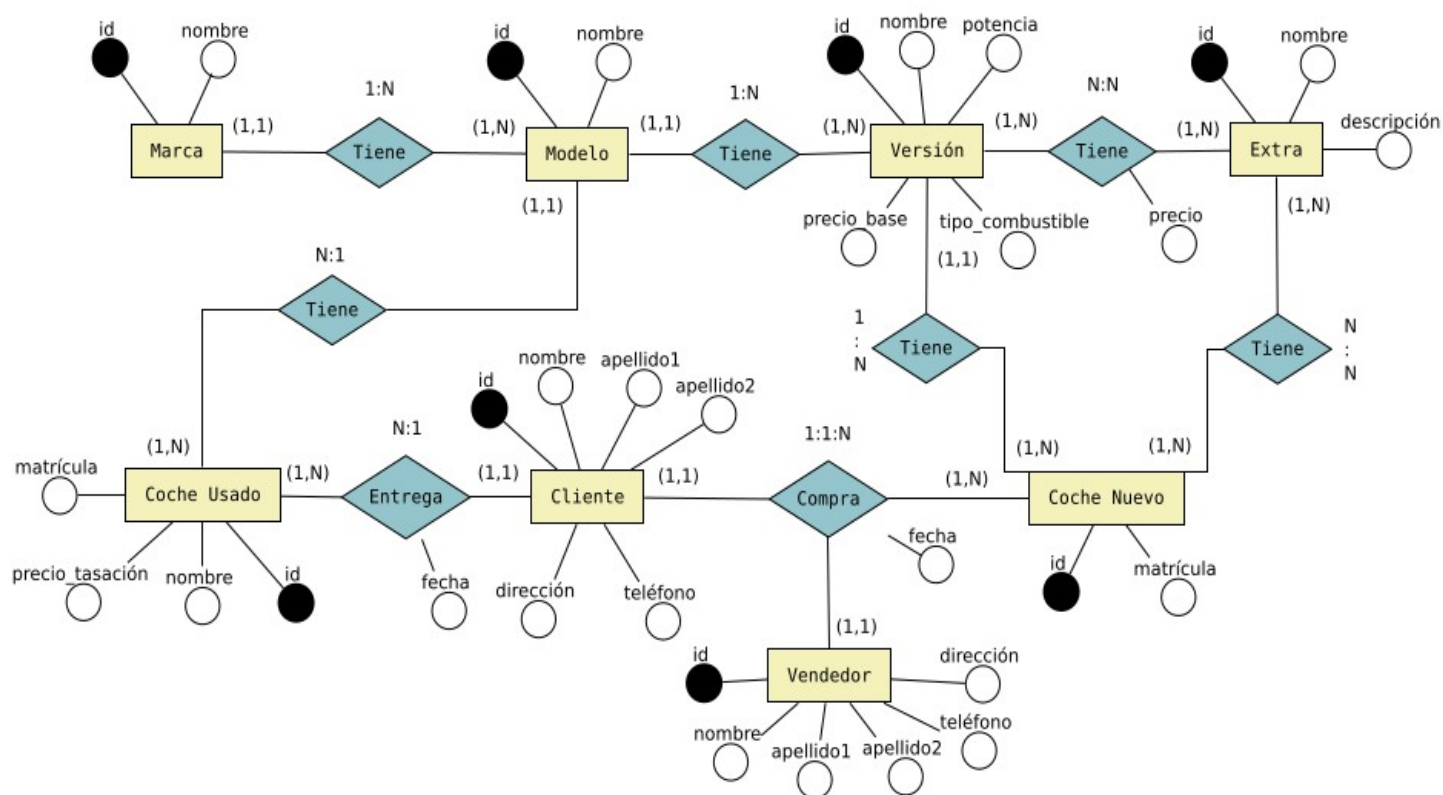 id
nombre
id
nombre
id
nombre
potencia
id
nombre
1:N
1:N
N:N
Marca
(1,1)
Tiene
(1,N)
Modelo
(1,1)
Tiene
(1,N)
Versión
(1,N)
Tiene
(1,N)
Extra
descripción
(1,1)
precio_base
tipo_combustible
precio
(1,N)
(1,1)
N:1
Tiene
1
:
N
Tiene
Tiene
N
:
N
id
nombre
apellido1
apellido2
(1,N)
N:1
1:1:N
(1,N)
(1,N)
matrícula
Coche Usado
(1,N)
Entrega
(1,1)
Cliente
(1,1)
Compra
(1,N)
Coche Nuevo
precio_tasación
nombre
id
fecha
dirección
teléfono
fecha
id
matrícula
(1,1)
id
Vendedor
dirección
nombre
apellido1
apellido2
teléfono